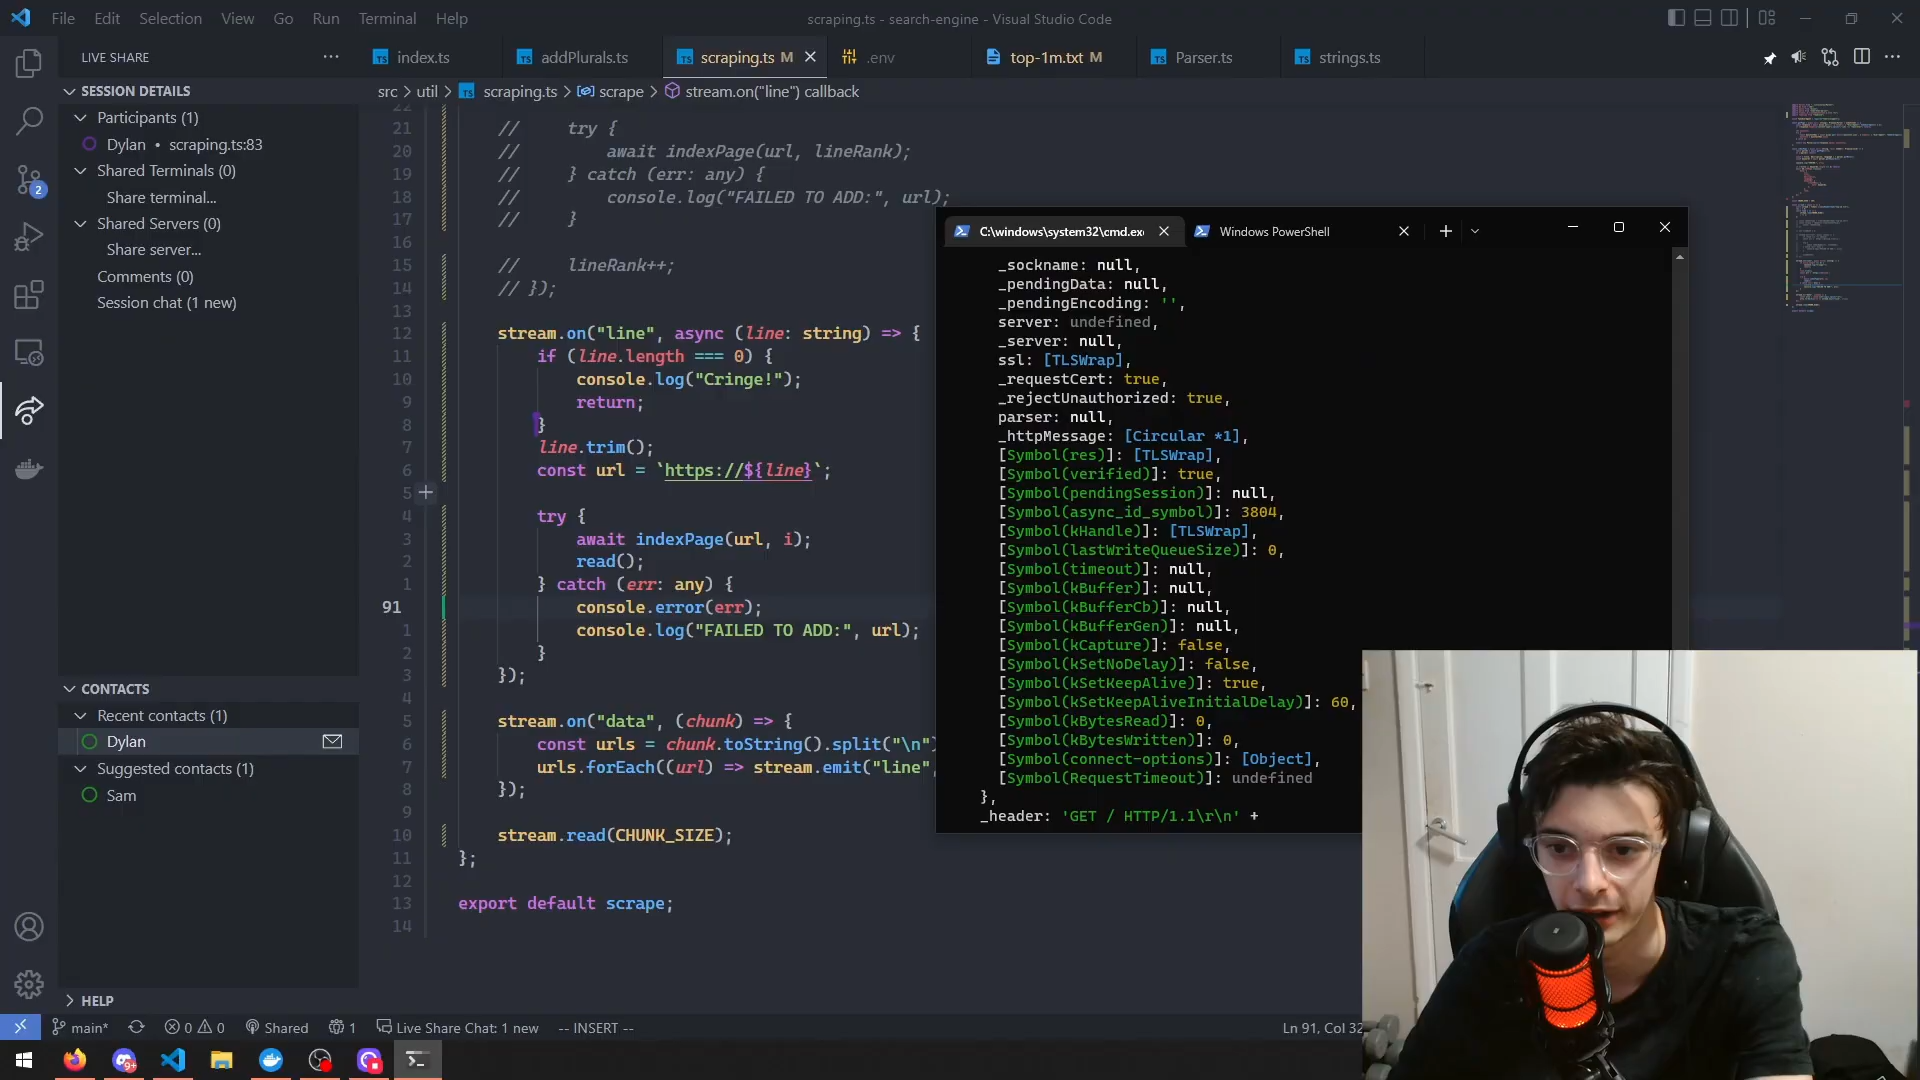 File Edit Selection View Go Run Terminal Help
scraping.ts - search-engine - Visual Studio Code
LIVE SHARE
index.ts
addPlurals.ts
scraping.ts M
.env
top-1m.txt M
Parser.ts
strings.ts
SESSION DETAILS
Participants (1)
Dylan • scraping.ts:83
Shared Terminals (0)
Share terminal...
Shared Servers (0)
Share server...
Comments (0)
Session chat (1 new)
2
CONTACTS
Recent contacts (1)
Dylan
Suggested contacts (1)
Sam
HELP
src > util > TS scraping.ts > scrape > stream.on("line") callback
22
21 // try {
20 // await indexPage(url, lineRank);
19 // } catch (err: any) {
18 // console.log("FAILED TO ADD:", url);
17 // }
16
15 // lineRank++;
14 // });
13
12 stream.on("line", async (line: string) => {
11 if (line.length === 0) {
10 console.log("Cringe!");
9 return;
8 }
7 line.trim();
6 const url = `https://${line}`;
5
4 try {
3 await indexPage(url, i);
2 read();
1 } catch (err: any) {
91 console.error(err);
1 console.log("FAILED TO ADD:", url);
2 }
3 });
4
5 stream.on("data", (chunk) => {
6 const urls = chunk.toString().split("\n")
7 urls.forEach((url) => stream.emit("line",
8 });
9
10 stream.read(CHUNK_SIZE);
11 };
12
13 export default scrape;
14
C:\windows\system32\cmd.exe
Windows PowerShell
_sockname: null,
_pendingData: null,
_pendingEncoding: '',
server: undefined,
_server: null,
ssl: [TLSWrap],
_requestCert: true,
_rejectUnauthorized: true,
parser: null,
_httpMessage: [Circular *1],
[Symbol(res)]: [TLSWrap],
[Symbol(verified)]: true,
[Symbol(pendingSession)]: null,
[Symbol(async_id_symbol)]: 3804,
[Symbol(kHandle)]: [TLSWrap],
[Symbol(lastWriteQueueSize)]: 0,
[Symbol(timeout)]: null,
[Symbol(kBuffer)]: null,
[Symbol(kBufferCb)]: null,
[Symbol(kBufferGen)]: null,
[Symbol(kCapture)]: false,
[Symbol(kSetNoDelay)]: false,
[Symbol(kSetKeepAlive)]: true,
[Symbol(kSetKeepAliveInitialDelay)]: 60,
[Symbol(kBytesRead)]: 0,
[Symbol(kBytesWritten)]: 0,
[Symbol(connect-options)]: [Object],
[Symbol(RequestTimeout)]: undefined
},
_header: 'GET / HTTP/1.1\r\n' +
main* 0 0 Shared 1 Live Share Chat: 1 new -- INSERT --
Ln 91, Col 32
9+